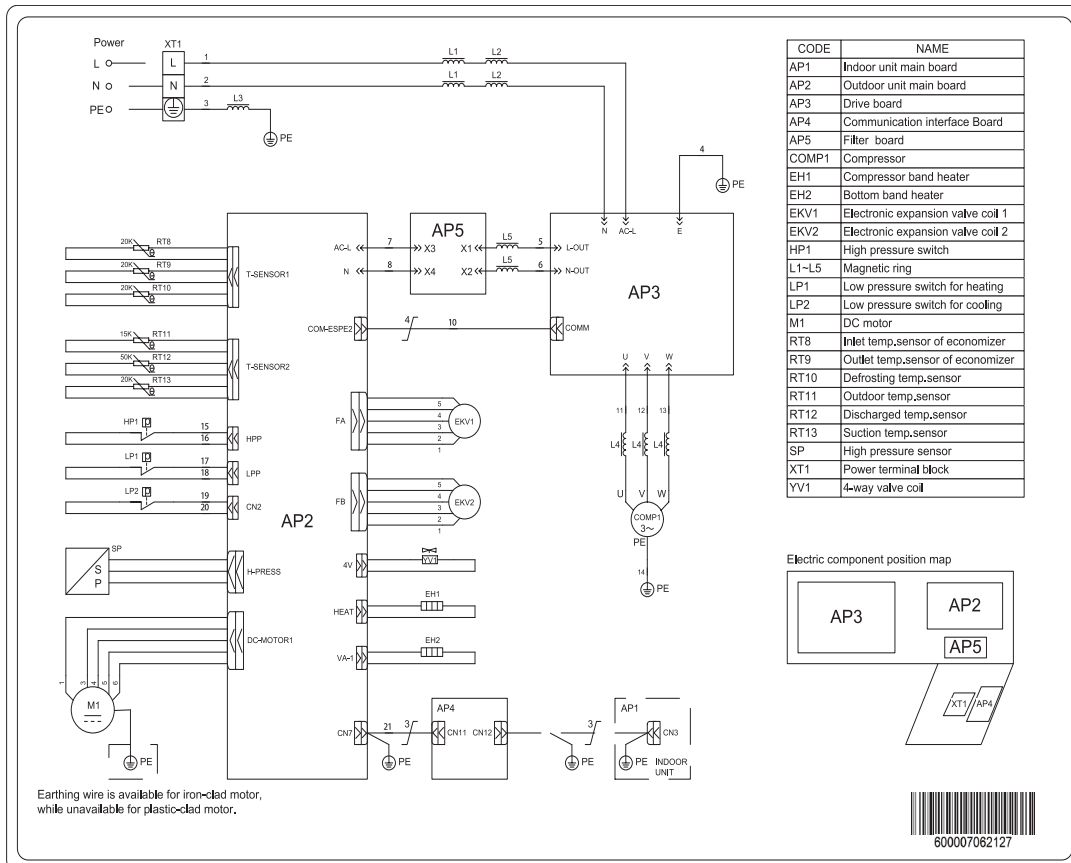 Power
XT1
L
N
PE
L
N
1
2
3
L1
L2
L1
L2
L3
PE
4
PE
AP2
20K RT8
20K RT9
20K RT10
T-SENSOR1
15K RT11
50K RT12
20K RT13
T-SENSOR2
HP1
15
16
HPP
LP1
17
18
LPP
LP2
19
20
CN2
SP
S
P
H-PRESS
DC-MOTOR1
1
3
4
5
6
M1
PE
AC-L
7
N
8
AP5
X3
X1
X4
X2
L5
5
L5
6
N
AC-L
E
L-OUT
N-OUT
AP3
COM-ESPE2
4
10
COMM
U
V
W
11
12
13
L4
L4
L4
U
V
W
COMP1
3~
PE
14
PE
FA
5
4
3
2
1
EKV1
FB
5
4
3
2
1
EKV2
4V
YV1
HEAT
EH1
VA-1
EH2
CN7
21
3
PE
AP4
CN11
CN12
PE
3
AP1
CN3
PE
INDOOR
UNIT
Earthing wire is available for iron-clad motor,
while unavailable for plastic-clad motor.
CODE NAME
AP1 Indoor unit main board
AP2 Outdoor unit main board
AP3 Drive board
AP4 Communication interface Board
AP5 Filter board
COMP1 Compressor
EH1 Compressor band heater
EH2 Bottom band heater
EKV1 Electronic expansion valve coil 1
EKV2 Electronic expansion valve coil 2
HP1 High pressure switch
L1~L5 Magnetic ring
LP1 Low pressure switch for heating
LP2 Low pressure switch for cooling
M1 DC motor
RT8 Inlet temp.sensor of economizer
RT9 Outlet temp.sensor of economizer
RT10 Defrosting temp.sensor
RT11 Outdoor temp.sensor
RT12 Discharged temp.sensor
RT13 Suction temp.sensor
SP High pressure sensor
XT1 Power terminal block
YV1 4-way valve coil
Electric component position map
AP3
AP2
AP5
XT1
AP4
600007062127